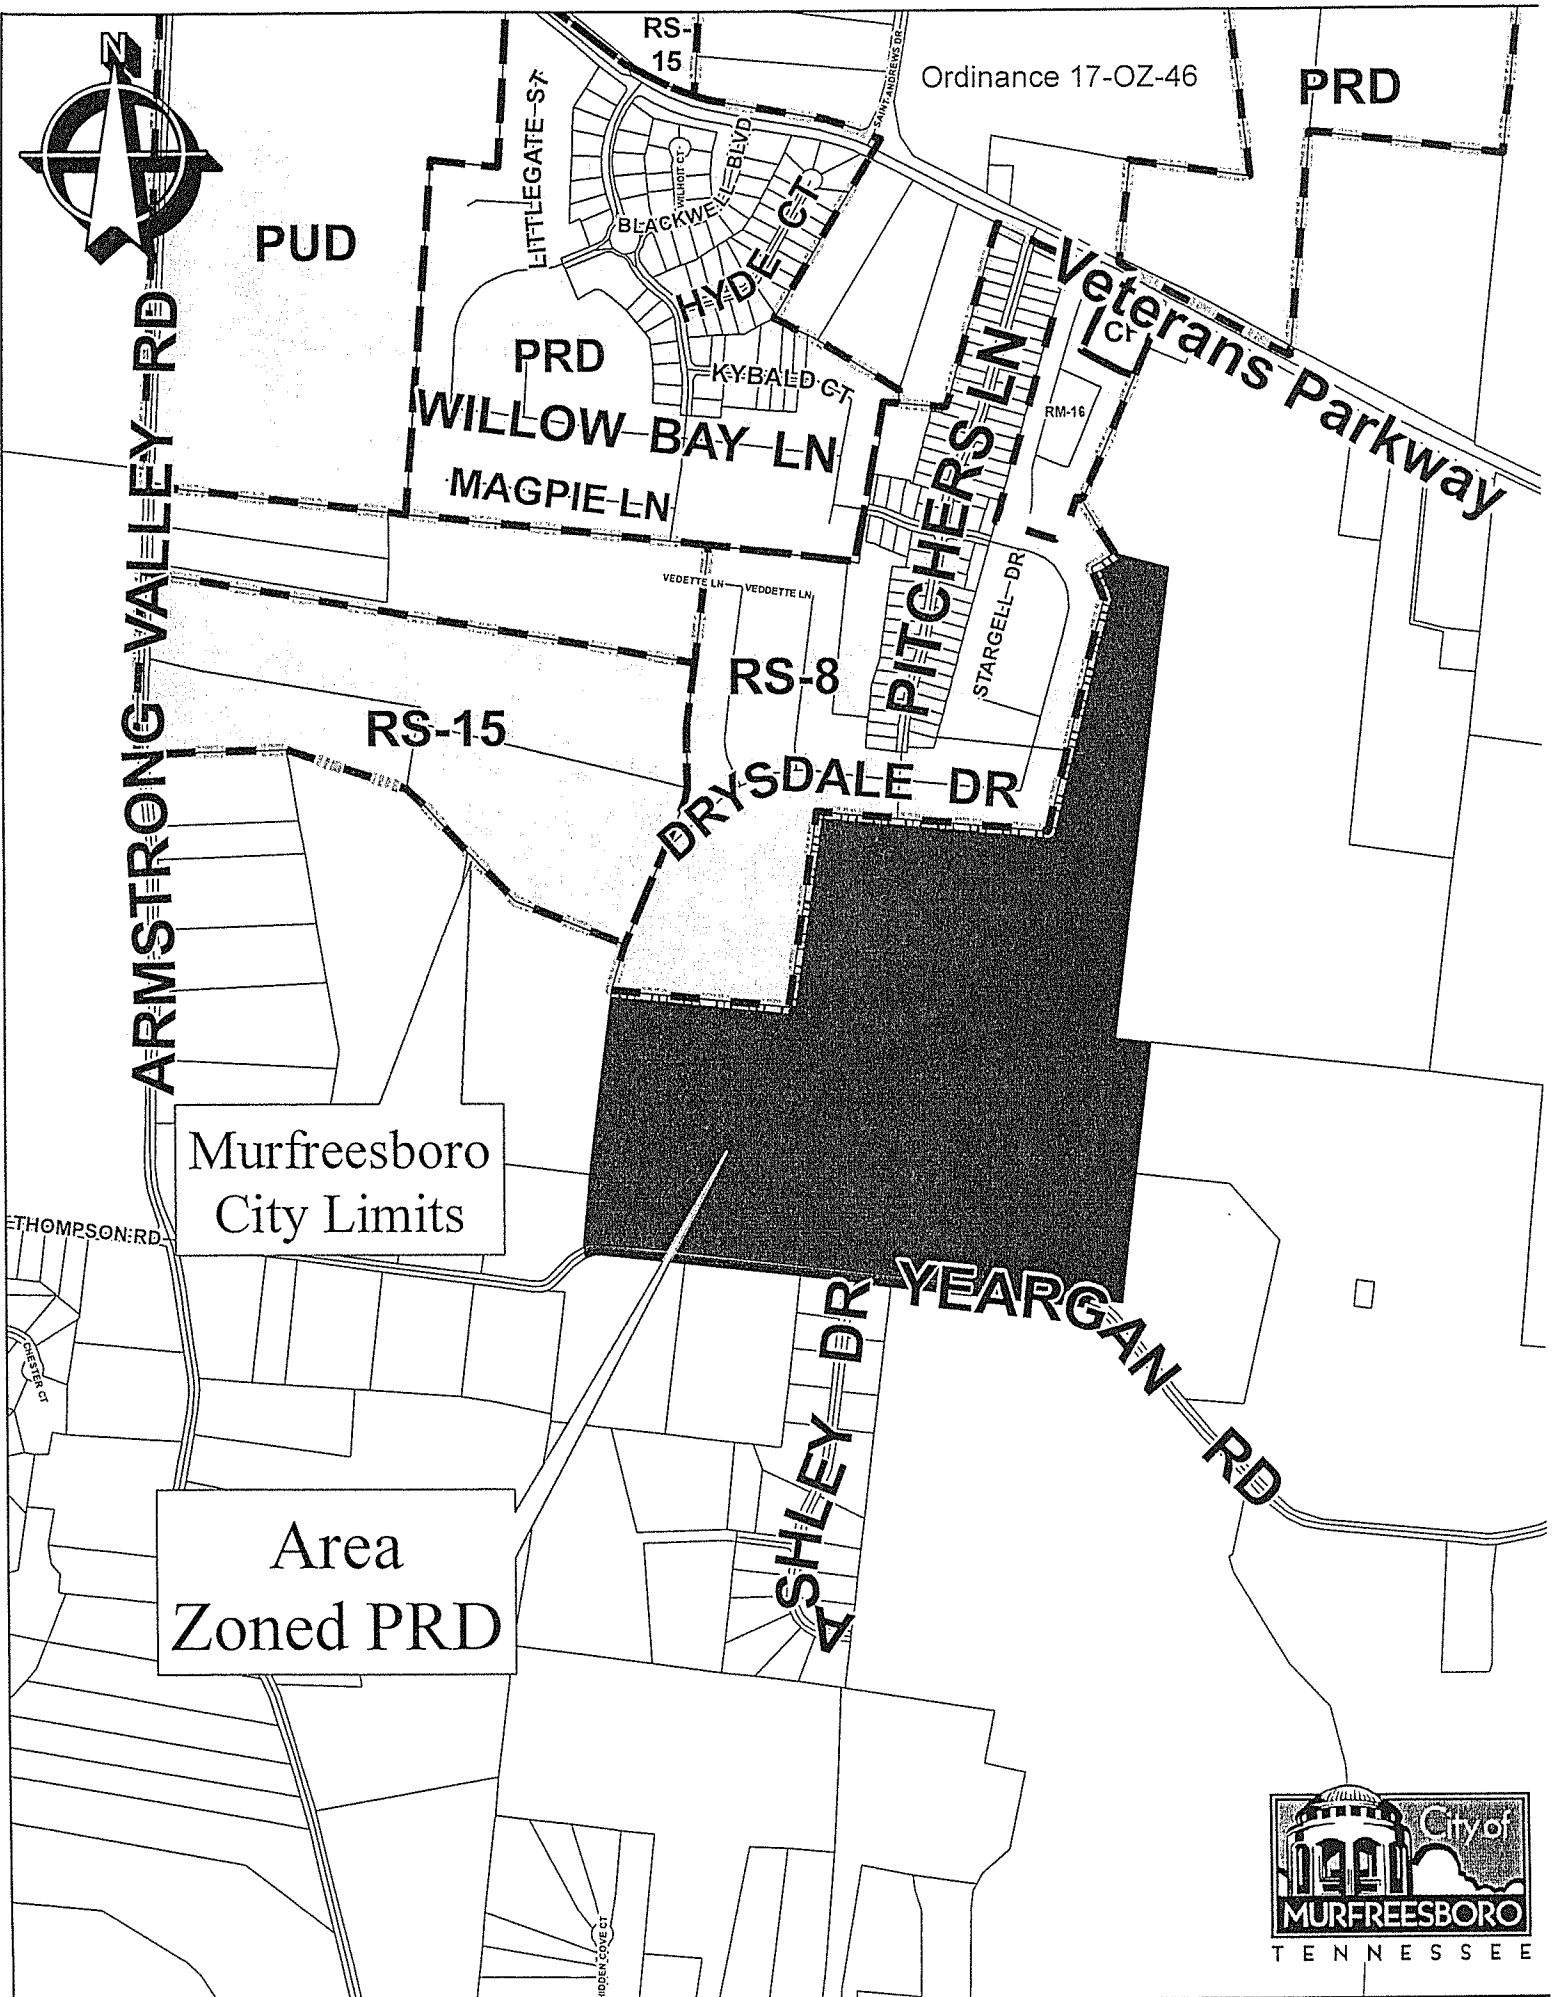 N
RS-
15
SAINT ANDREWS DR
Ordinance 17-OZ-46
PRD
LITTLEGATE ST
WILHOIT CT
BLACKWELL BLVD
HYDE CT
PUD
PRD
KYBALD CT
WILLOW BAY LN
MAGPIE LN
Veterans Parkway
CF
RM-16
PITCHERS LN
ARMSTRONG VALLEY RD
VEDETTE LN
VEDDETTE LN
STARGELL DR
RS-8
RS-15
DRYSDALE DR
Murfreesboro
City Limits
THOMPSON RD
CHESTER CT
YEARGAN RD
ASHLEY DR
Area
Zoned PRD
HIDDEN COVE CT
City of
MURFREESBORO
TENNESSEE